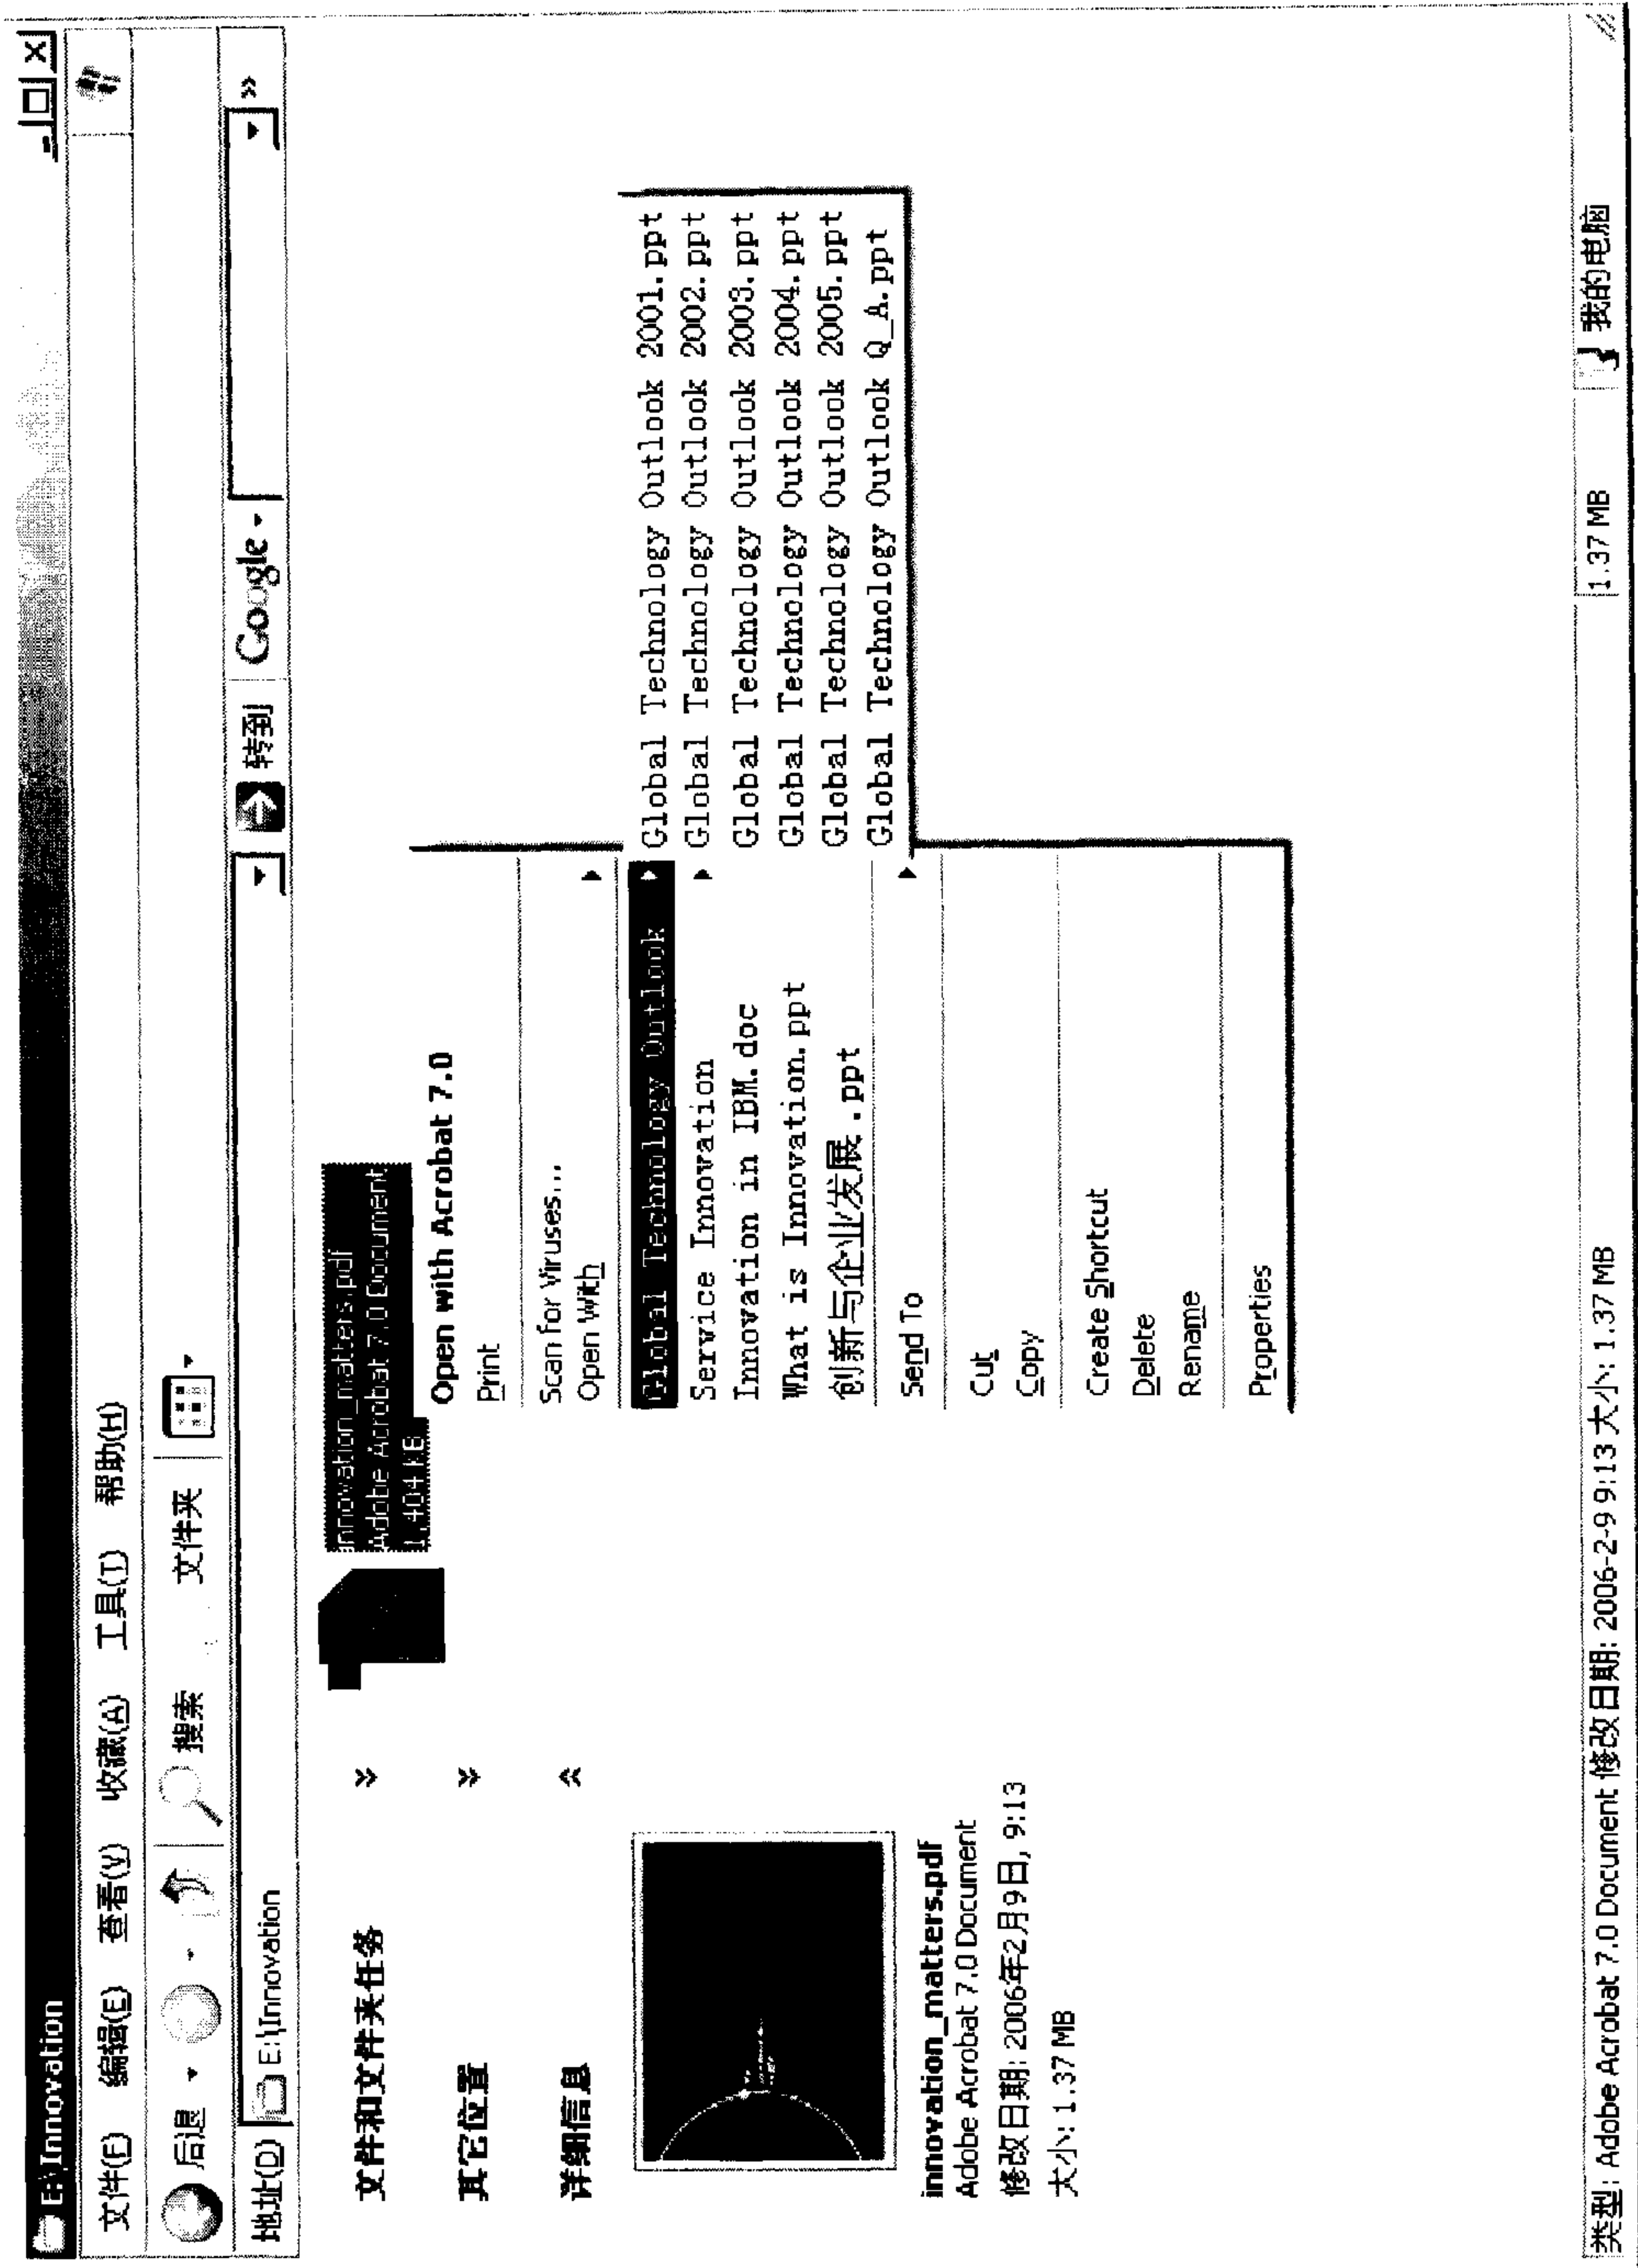 E:\Innovation
文件(F) 编辑(E) 查看(V) 收藏(A) 工具(T) 帮助(H)
后退 搜索 文件夹
地址(D) E:\Innovation 转到 Google
文件和文件夹任务
其它位置
详细信息
innovation_matters.pdf
Adobe Acrobat 7.0 Document
修改日期: 2006年2月9日, 9:13
大小: 1.37 MB
innovation_matters.pdf
Adobe Acrobat 7.0 Document
1,404 KB
Open with Acrobat 7.0
Print
Scan for Viruses...
Open With
Global Technology Outlook
Service Innovation
Innovation in IBM.doc
What is Innovation.ppt
创新与企业发展.ppt
Send To
Cut
Copy
Create Shortcut
Delete
Rename
Properties
Global Technology Outlook 2001.ppt
Global Technology Outlook 2002.ppt
Global Technology Outlook 2003.ppt
Global Technology Outlook 2004.ppt
Global Technology Outlook 2005.ppt
Global Technology Outlook Q_A.ppt
类型: Adobe Acrobat 7.0 Document 修改日期: 2006-2-9 9:13 大小: 1.37 MB 1.37 MB 我的电脑